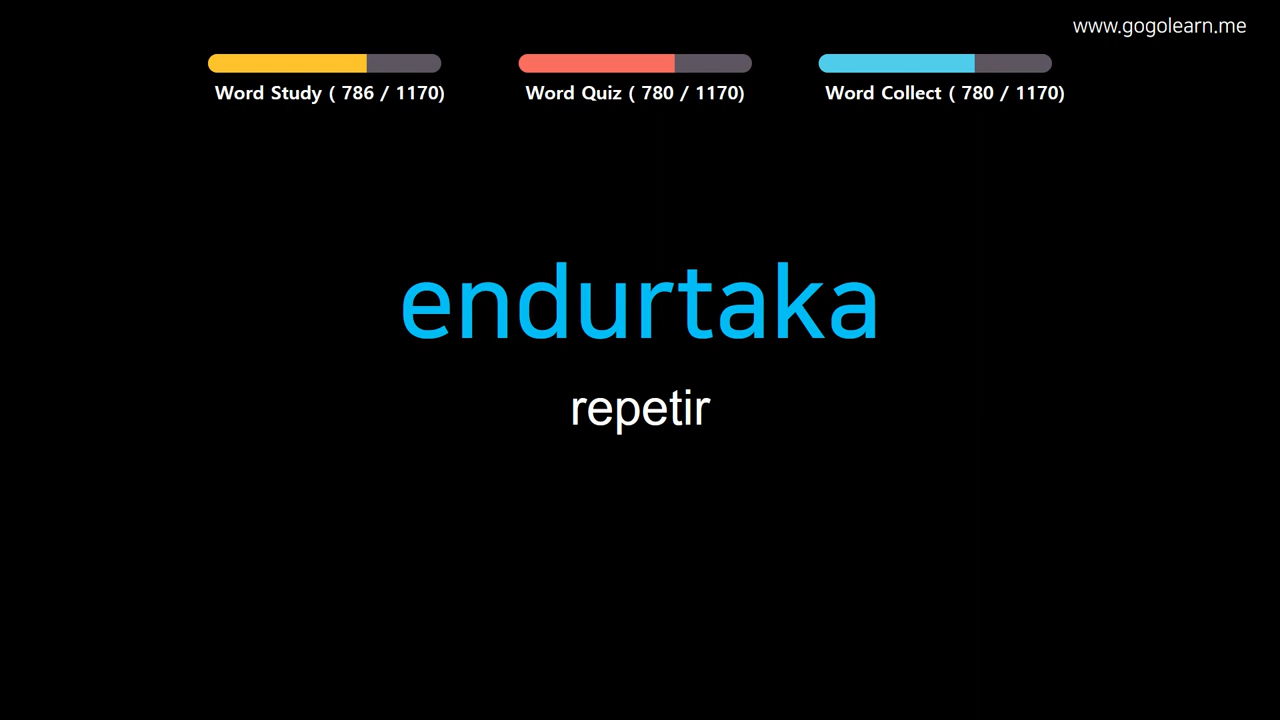 www.gogolearn.me
Word Study ( 786 / 1170)
Word Quiz ( 780 / 1170)
Word Collect ( 780 / 1170)
endurtaka
repetir